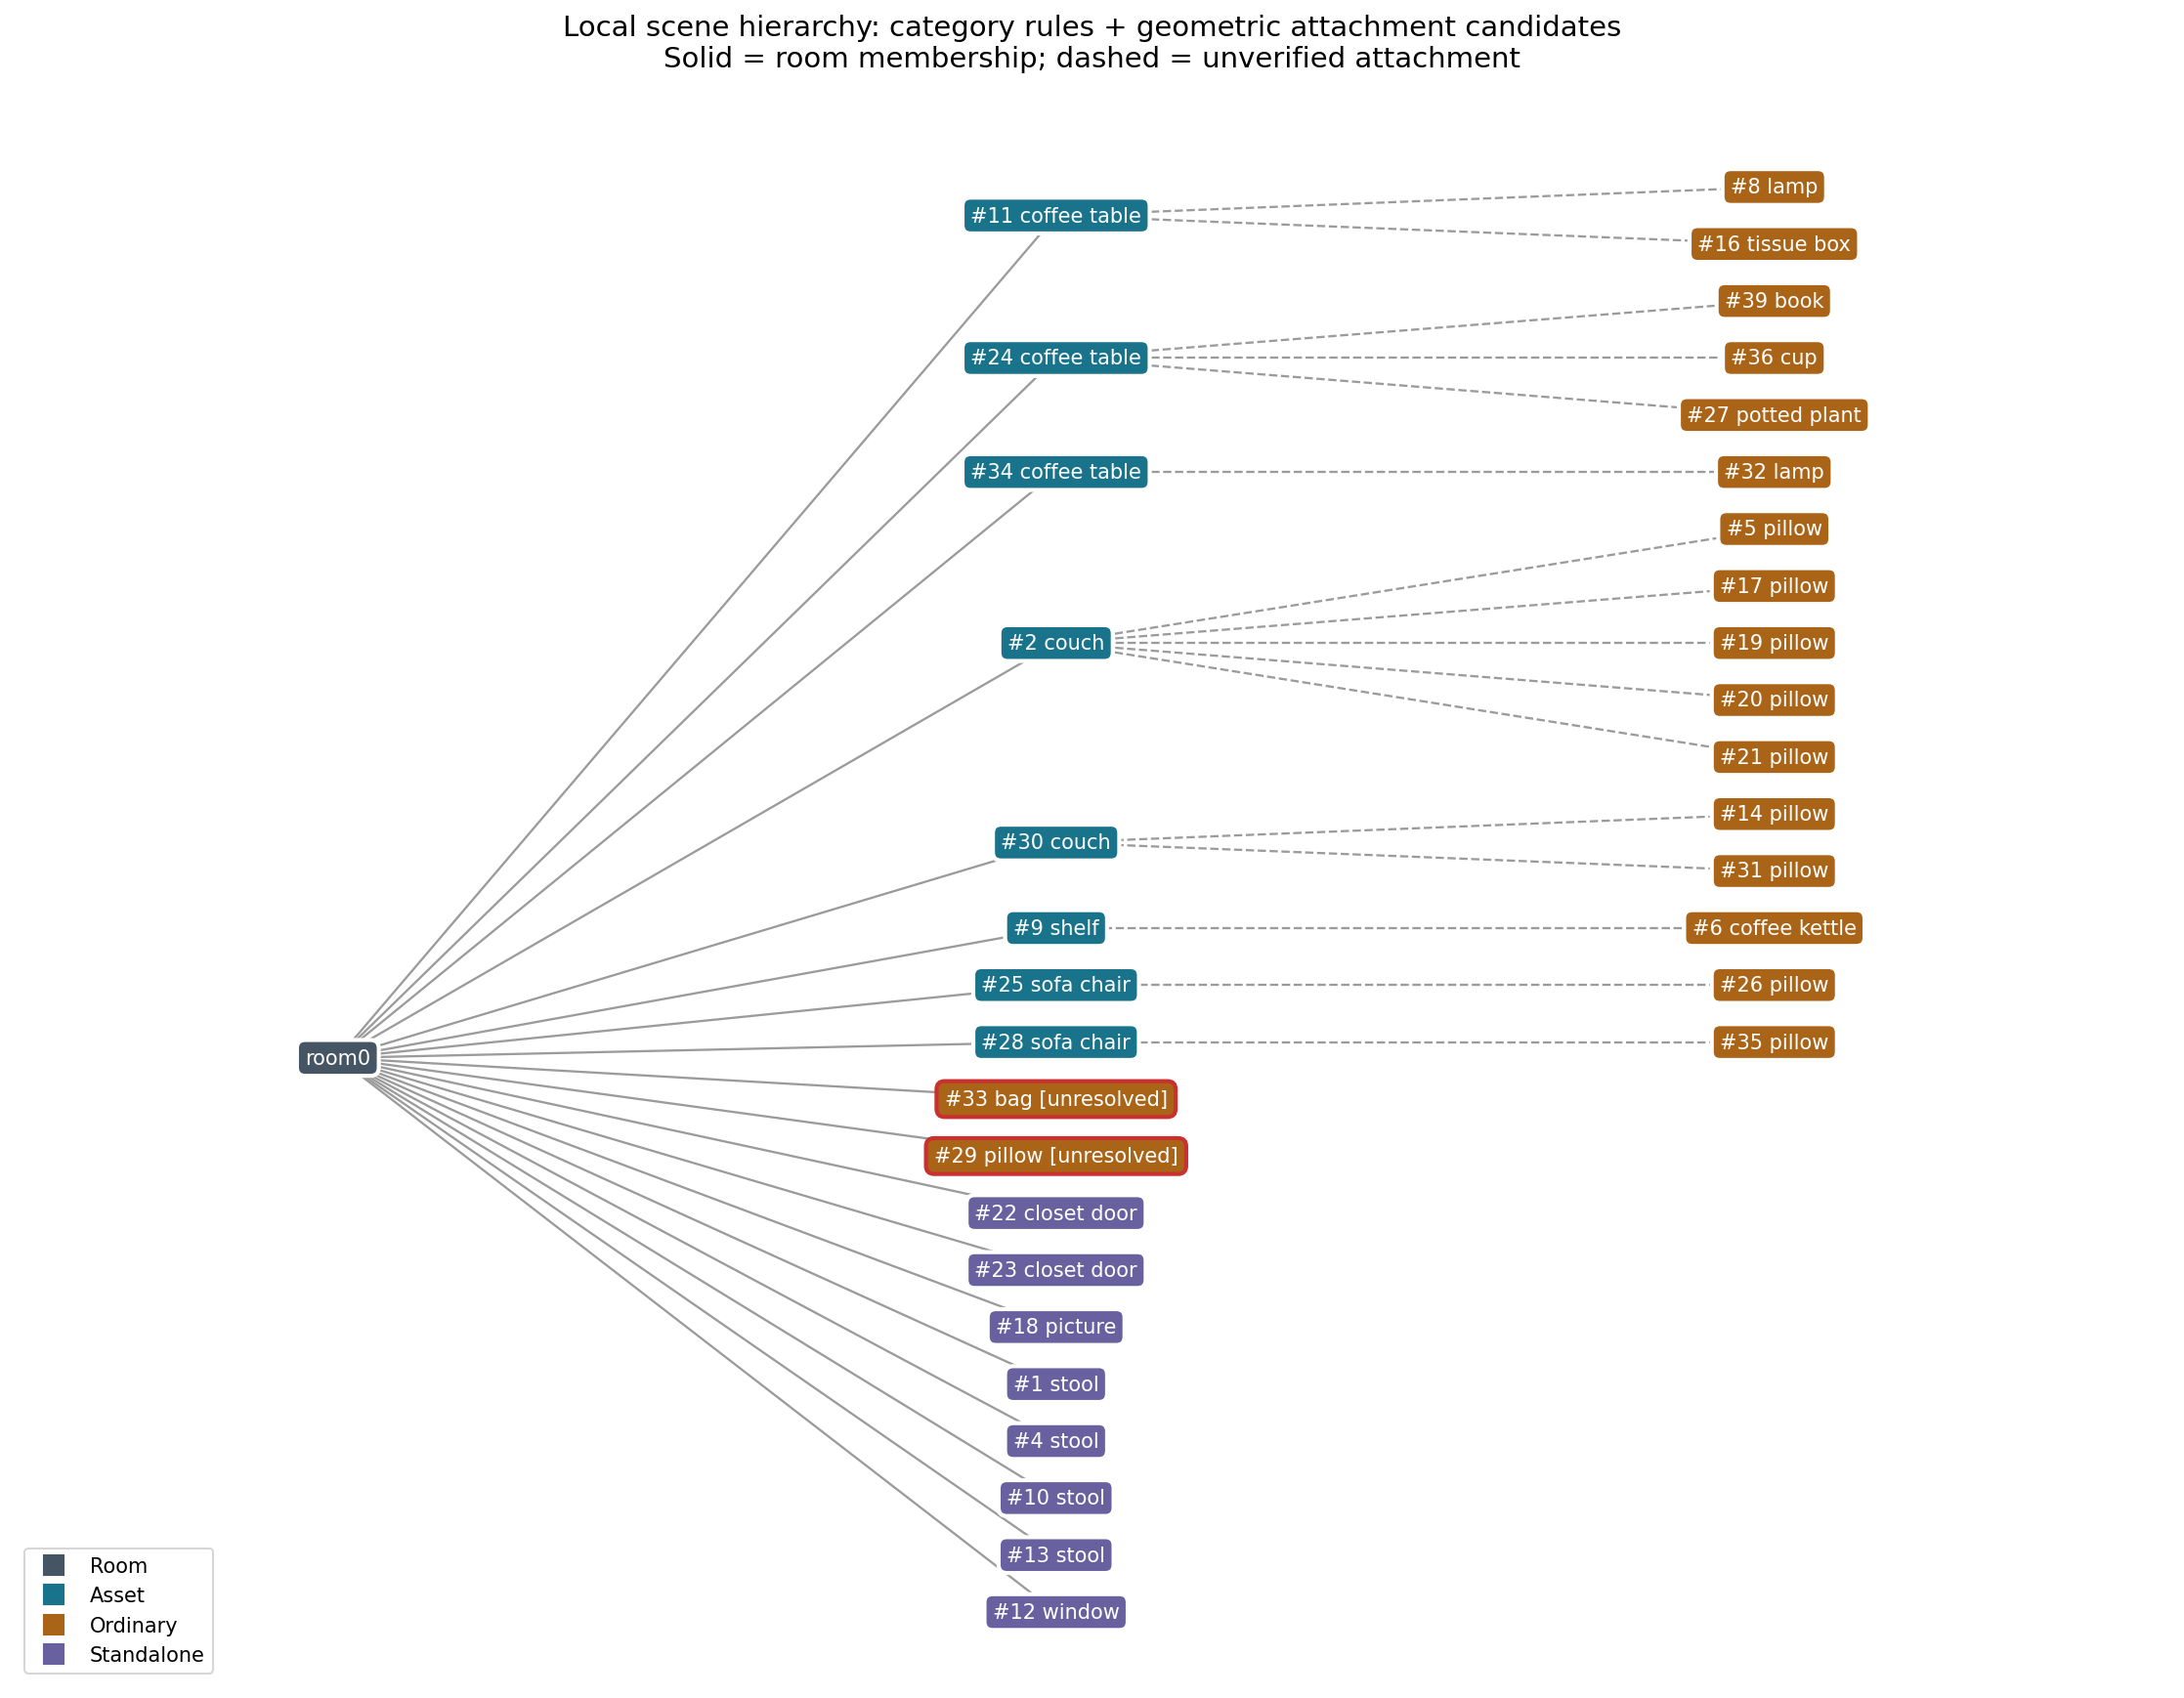 Local scene hierarchy: category rules + geometric attachment candidates
Solid = room membership; dashed = unverified attachment
#8 lamp
#11 coffee table
#16 tissue box
#39 book
#24 coffee table
#36 cup
#27 potted plant
#34 coffee table
#32 lamp
#5 pillow
#17 pillow
#2 couch
#19 pillow
#20 pillow
#21 pillow
#14 pillow
#30 couch
#31 pillow
#9 shelf
#6 coffee kettle
#25 sofa chair
#26 pillow
#28 sofa chair
#35 pillow
room0
#33 bag [unresolved]
#29 pillow [unresolved]
#22 closet door
#23 closet door
#18 picture
#1 stool
#4 stool
#10 stool
#13 stool
#12 window
Room
Asset
Ordinary
Standalone